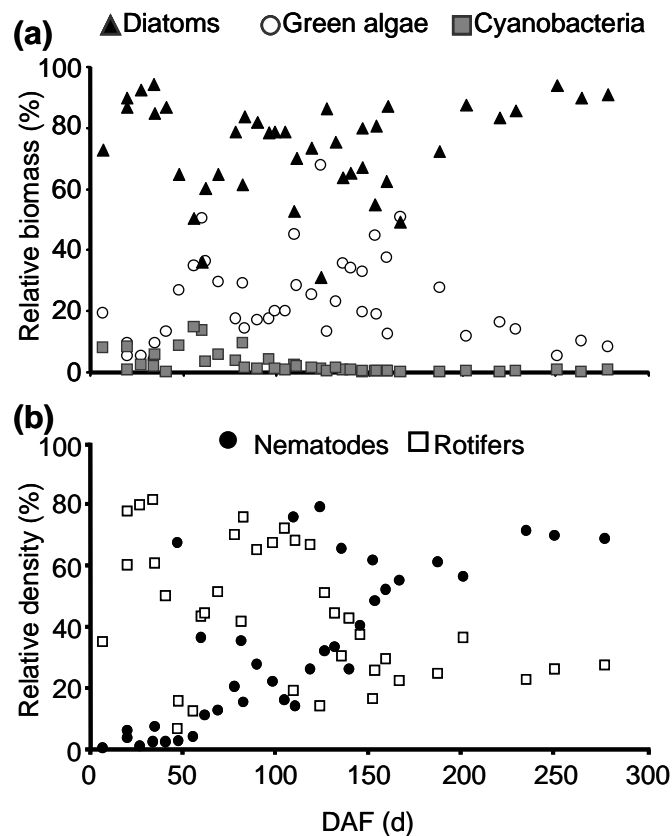 (a) Diatoms Green algae Cyanobacteria
Relative biomass (%)
100
80
60
40
20
0
(b)
Nematodes Rotifers
Relative density (%)
100
80
60
40
20
0
0 50 100 150 200 250 300
DAF (d)